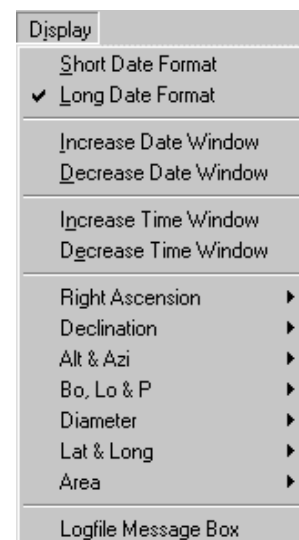 Display
Short Date Format
✔ Long Date Format
Increase Date Window
Decrease Date Window
Increase Time Window
Decrease Time Window
Right Ascension
Declination
Alt & Azi
Bo, Lo & P
Diameter
Lat & Long
Area
Logfile Message Box